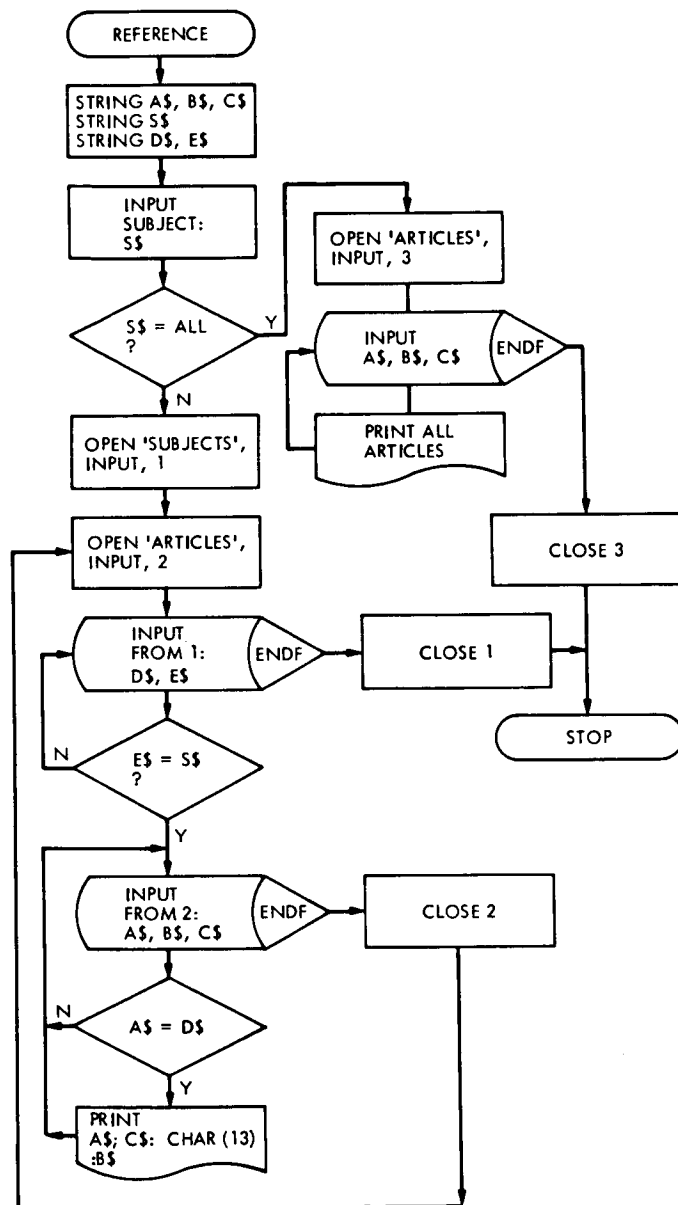 REFERENCE
STRING A$, B$, C$
STRING S$
STRING D$, E$
INPUT
SUBJECT:
S$
S$ = ALL
?
Y
N
OPEN 'ARTICLES',
INPUT, 3
INPUT
A$, B$, C$
ENDF
PRINT ALL
ARTICLES
CLOSE 3
OPEN 'SUBJECTS',
INPUT, 1
OPEN 'ARTICLES',
INPUT, 2
INPUT
FROM 1:
D$, E$
ENDF
CLOSE 1
STOP
E$ = S$
?
N
Y
INPUT
FROM 2:
A$, B$, C$
ENDF
CLOSE 2
A$ = D$
N
Y
PRINT
A$; C$: CHAR (13)
:B$